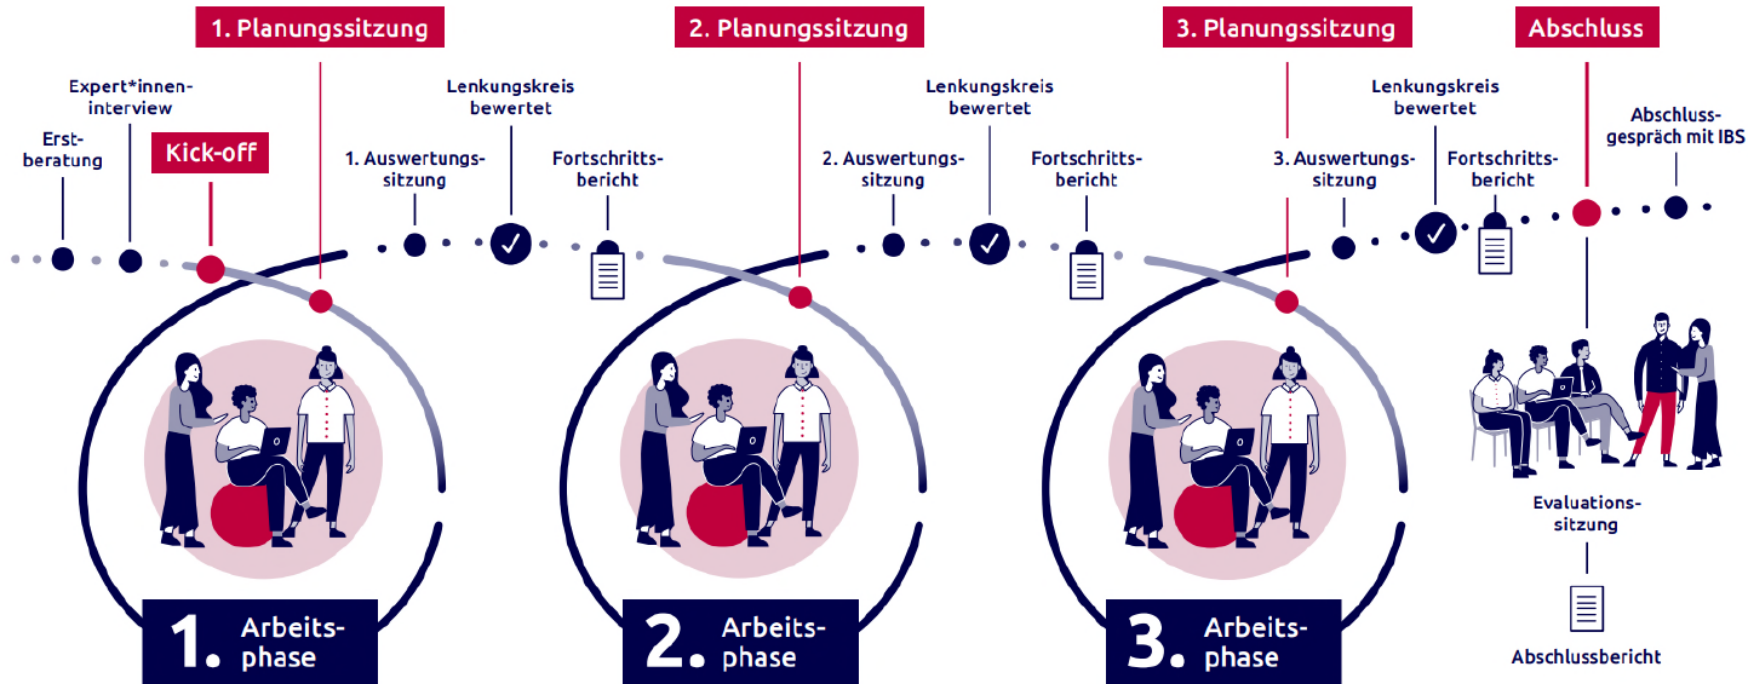 1. Planungssitzung
2. Planungssitzung
3. Planungssitzung
Abschluss
Expert*innen-
interview
Lenkungskreis
bewertet
Lenkungskreis
bewertet
Lenkungskreis
bewertet
Abschluss-
gespräch mit IBS
Erst-
beratung
Kick-off
1. Auswertungs-
sitzung
Fortschritts-
bericht
2. Auswertungs-
sitzung
Fortschritts-
bericht
3. Auswertungs-
sitzung
Fortschritts-
bericht
Evaluations-
sitzung
Abschlussbericht
1. Arbeits-
phase
2. Arbeits-
phase
3. Arbeits-
phase